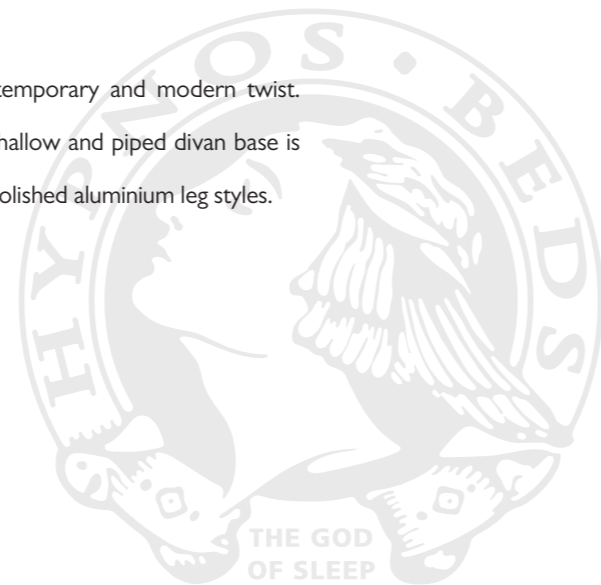 temporary and modern twist.
hallow and piped divan base is
olished aluminium leg styles.
HYPNOS · BEDS
THE GOD
OF SLEEP